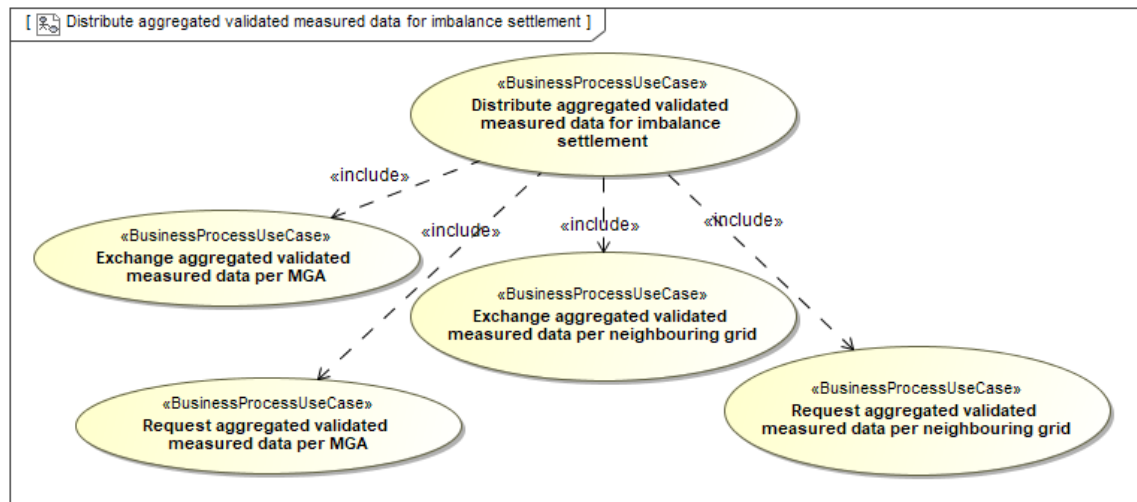 [ Distribute aggregated validated measured data for imbalance settlement ]
«BusinessProcessUseCase»
Distribute aggregated validated
measured data for imbalance
settlement
«include»
«include»
«include»
«include»
«BusinessProcessUseCase»
Exchange aggregated validated
measured data per MGA
«BusinessProcessUseCase»
Exchange aggregated validated
measured data per neighbouring grid
«BusinessProcessUseCase»
Request aggregated validated
measured data per MGA
«BusinessProcessUseCase»
Request aggregated validated
measured data per neighbouring grid